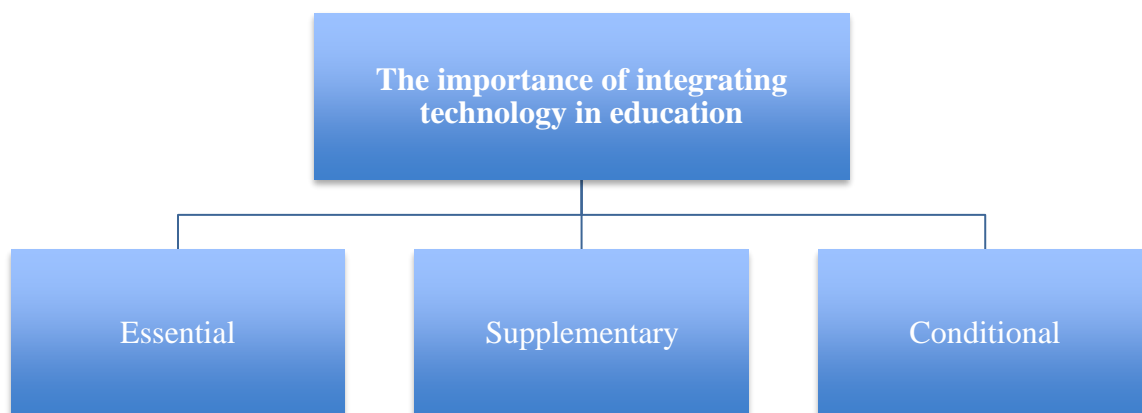 The importance of integrating
technology in education
Essential
Supplementary
Conditional